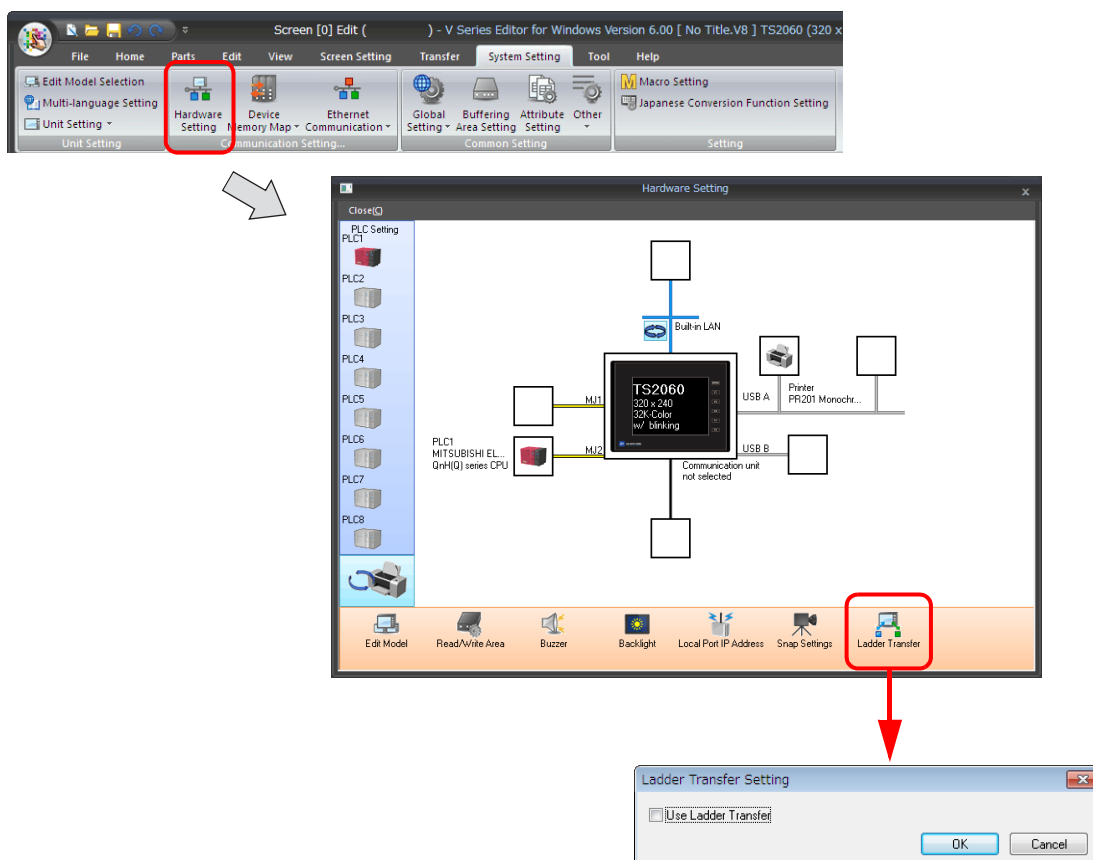 Screen [0] Edit ( ) - V Series Editor for Windows Version 6.00 [ No Title.V8 ] TS2060 (320 x
File Home Parts Edit View Screen Setting Transfer System Setting Tool Help
Edit Model Selection
Multi-language Setting
Unit Setting
Unit Setting
Hardware
Setting
Device
Memory Map
Ethernet
Communication
Communication Setting...
Global
Setting
Buffering
Area Setting
Attribute
Setting
Other
Common Setting
Macro Setting
Japanese Conversion Function Setting
Setting
Hardware Setting
Close(C)
PLC Setting
PLC1
PLC2
PLC3
PLC4
PLC5
PLC6
PLC7
PLC8
Built-in LAN
TS2060
320 x 240
32K-Color
w/ blinking
MJ1
MJ2
PLC1
MITSUBISHI EL...
QnH(Q) series CPU
USB A
Printer
PR201 Monochr...
USB B
Communication unit
not selected
Edit Model
Read/Write Area
Buzzer
Backlight
Local Port IP Address
Snap Settings
Ladder Transfer
Ladder Transfer Setting
Use Ladder Transfer
OK
Cancel